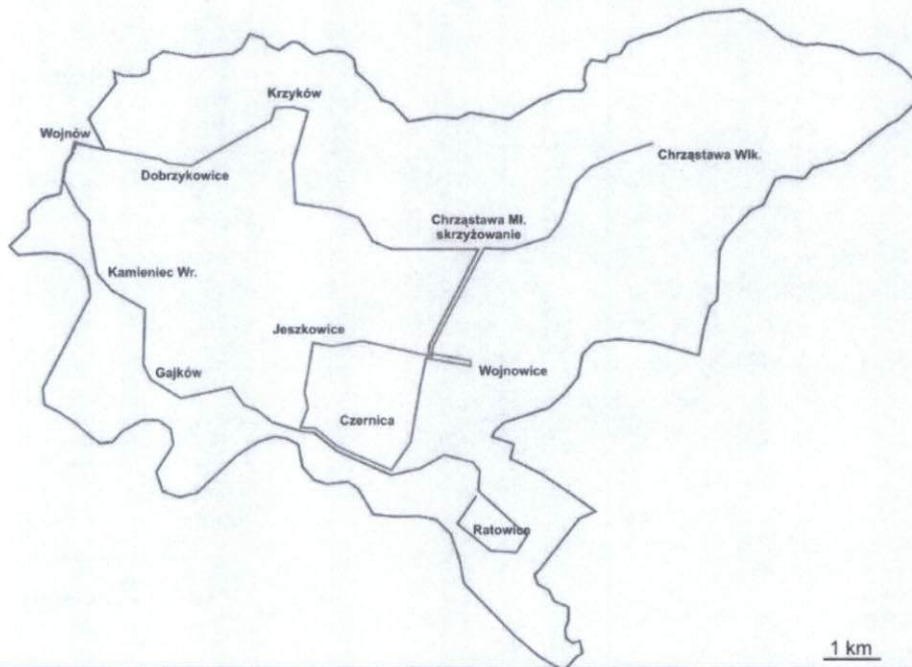 Krzyków
Wojnów
Dobrzykowice
Chrząstawa Wlk.
Chrząstawa Mł.
skrzyżowanie
Kamieniec Wr.
Jeszkowice
Wojnowice
Gajków
Czernica
Ratowice
1 km